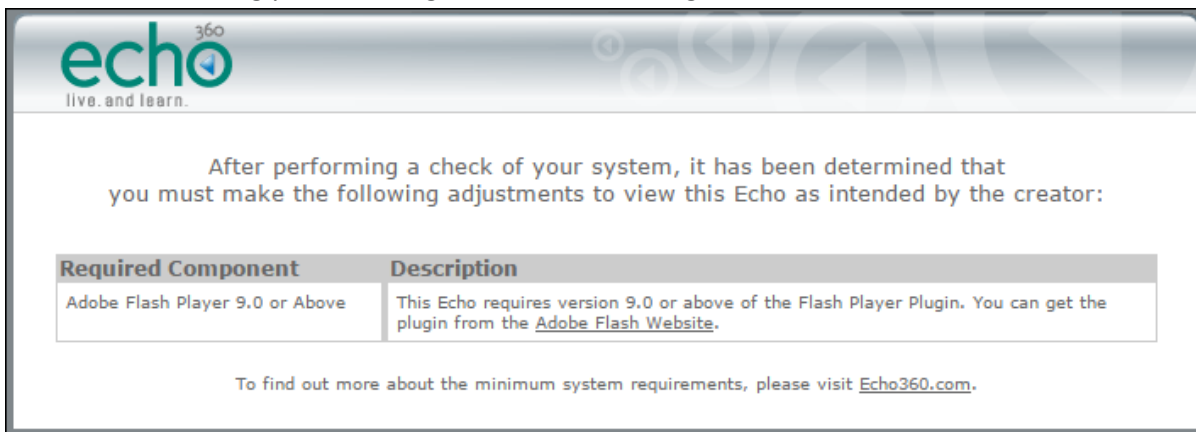 echo 360
live. and learn.
After performing a check of your system, it has been determined that
you must make the following adjustments to view this Echo as intended by the creator:
Required Component Description
Adobe Flash Player 9.0 or Above This Echo requires version 9.0 or above of the Flash Player Plugin. You can get the
plugin from the Adobe Flash Website.
To find out more about the minimum system requirements, please visit Echo360.com.